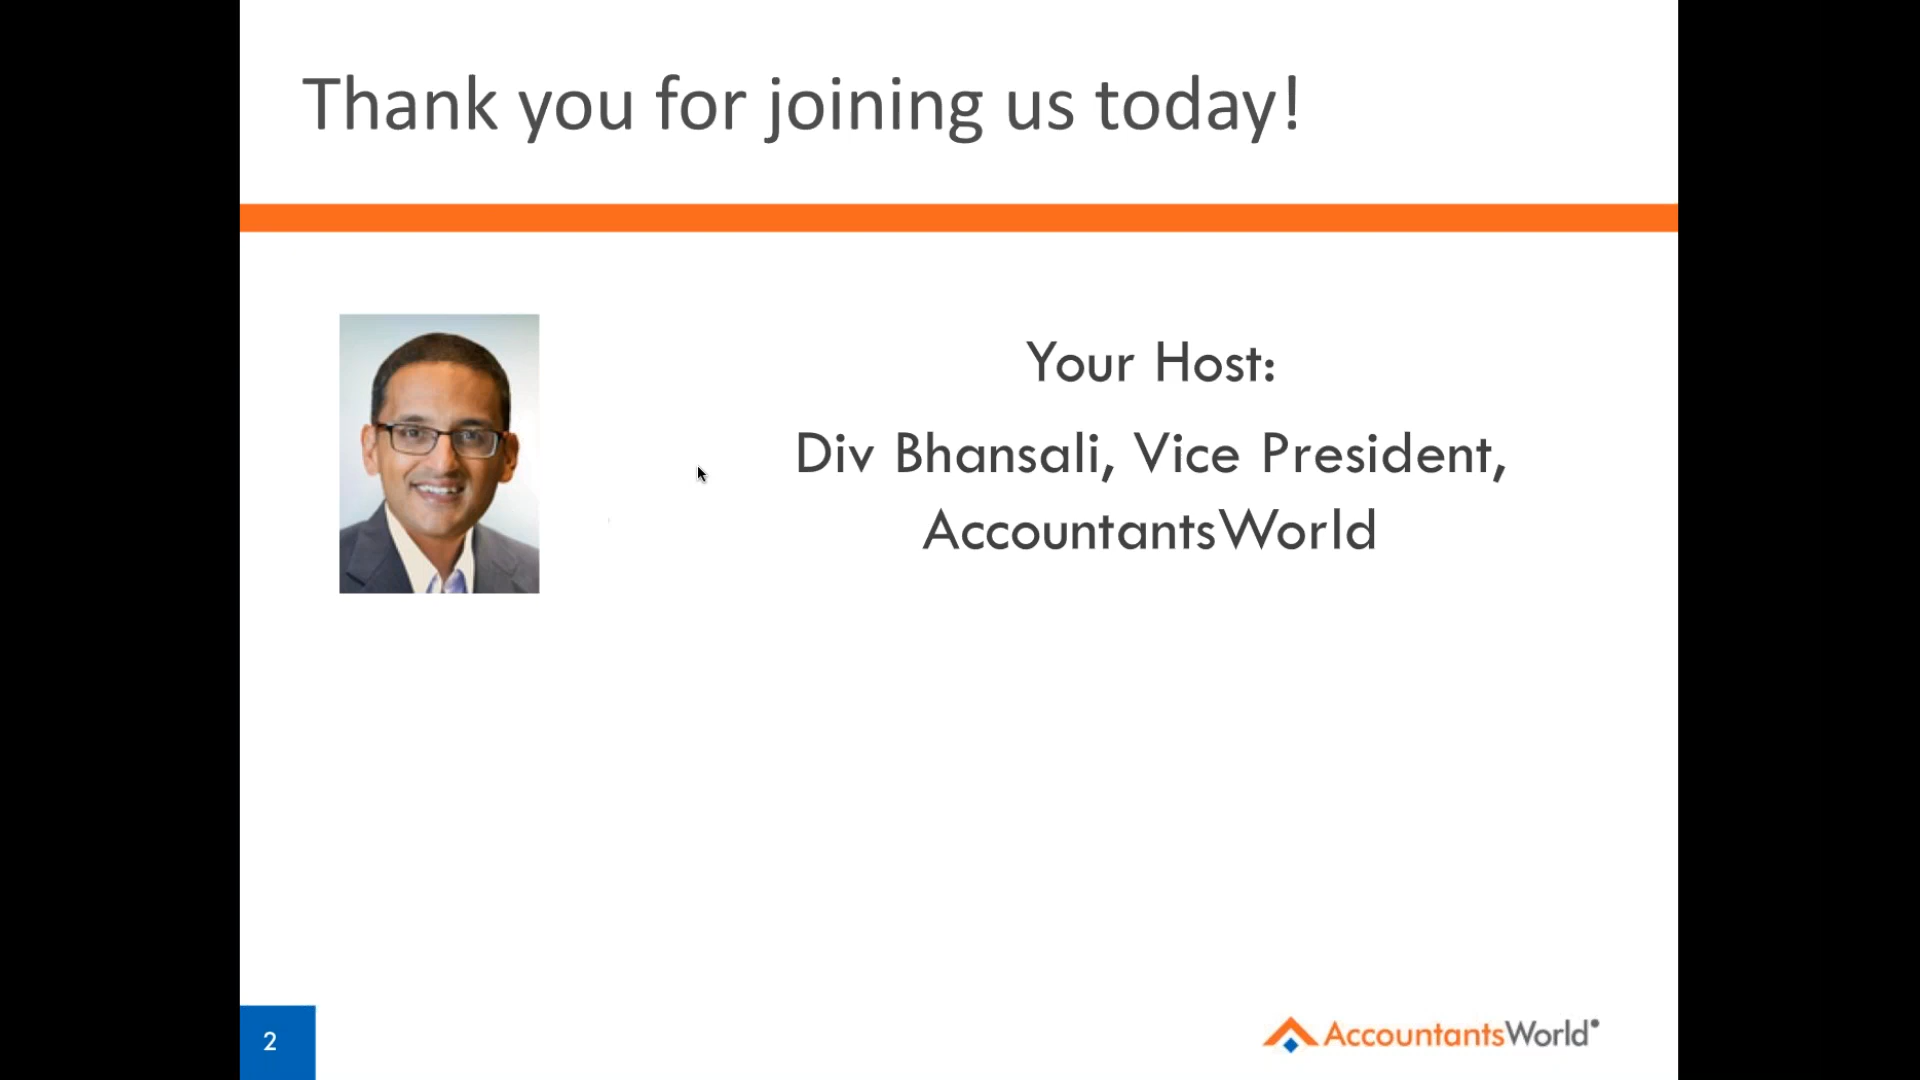 Thank you for joining us today!
Your Host:
Div Bhansali, Vice President,
AccountantsWorld
2
AccountantsWorld